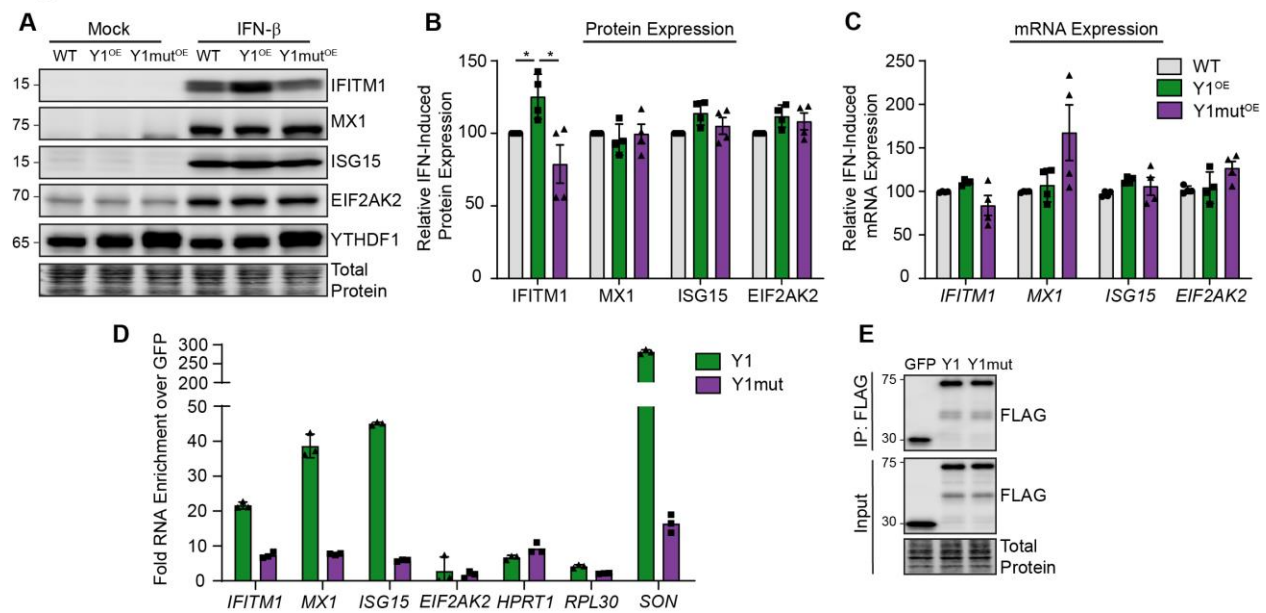 A
Mock IFN-β
WT Y1OE Y1mutOE WT Y1OE Y1mutOE
15 IFITM1
75 MX1
15 ISG15
70 EIF2AK2
65 YTHDF1
Total
Protein
B
Protein Expression
Relative IFN-Induced
Protein Expression
150
100
50
0
* *
IFITM1 MX1 ISG15 EIF2AK2
C
mRNA Expression
Relative IFN-Induced
mRNA Expression
250
200
150
100
50
0
WT
Y1OE
Y1mutOE
IFITM1 MX1 ISG15 EIF2AK2
D
Fold RNA Enrichment over GFP
300
250
200
50
40
30
20
10
0
Y1
Y1mut
IFITM1 MX1 ISG15 EIF2AK2 HPRT1 RPL30 SON
E
GFP Y1 Y1mut
IP: FLAG
75
FLAG
30
Input
75
FLAG
30
Total
Protein